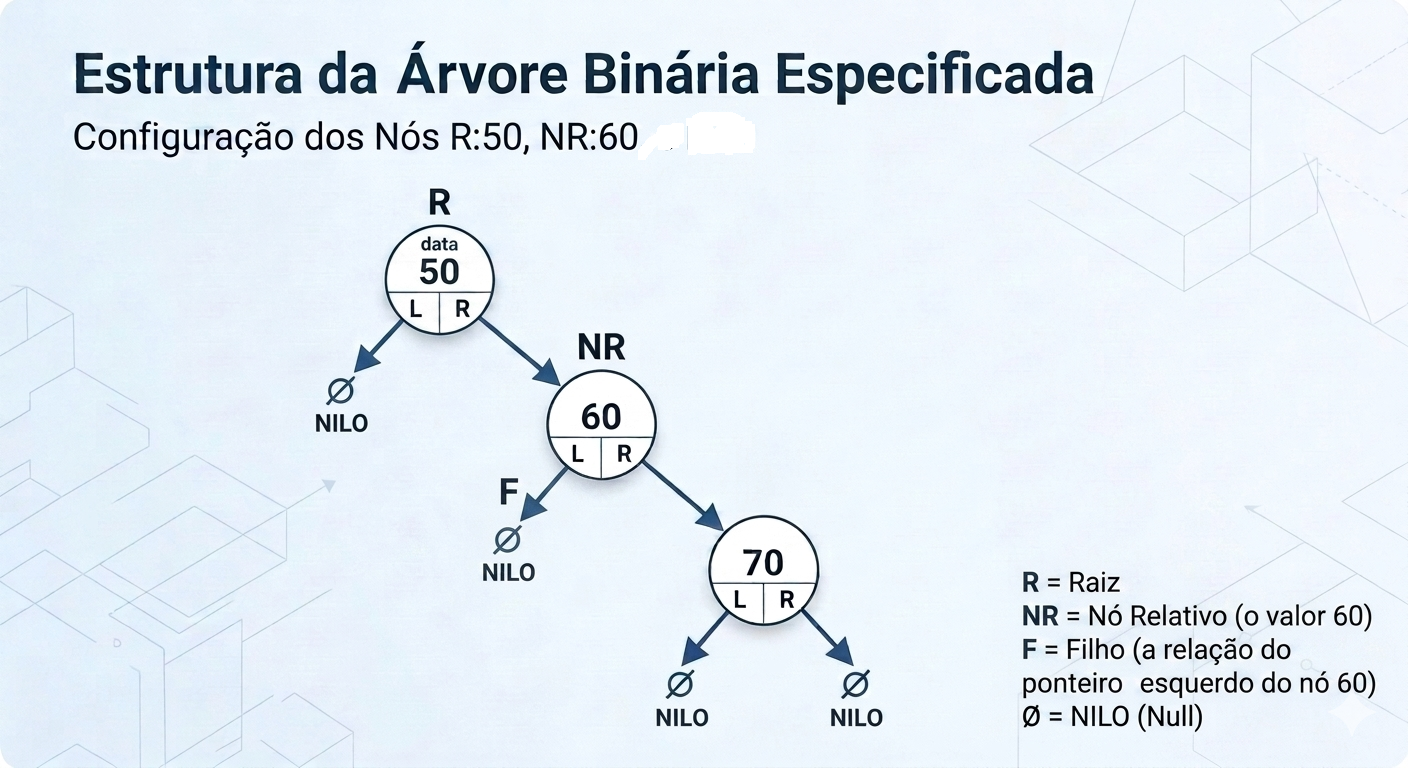 Estrutura da Árvore Binária Especificada
Configuração dos Nós R:50, NR:60
R
data
50
L R
NILO
NR
60
L R
F
Ø
NILO
70
L R
Ø Ø
NILO NILO
R = Raiz
NR = Nó Relativo (o valor 60)
F = Filho (a relação do
ponteiro esquerdo do nó 60)
Ø = NILO (Null)